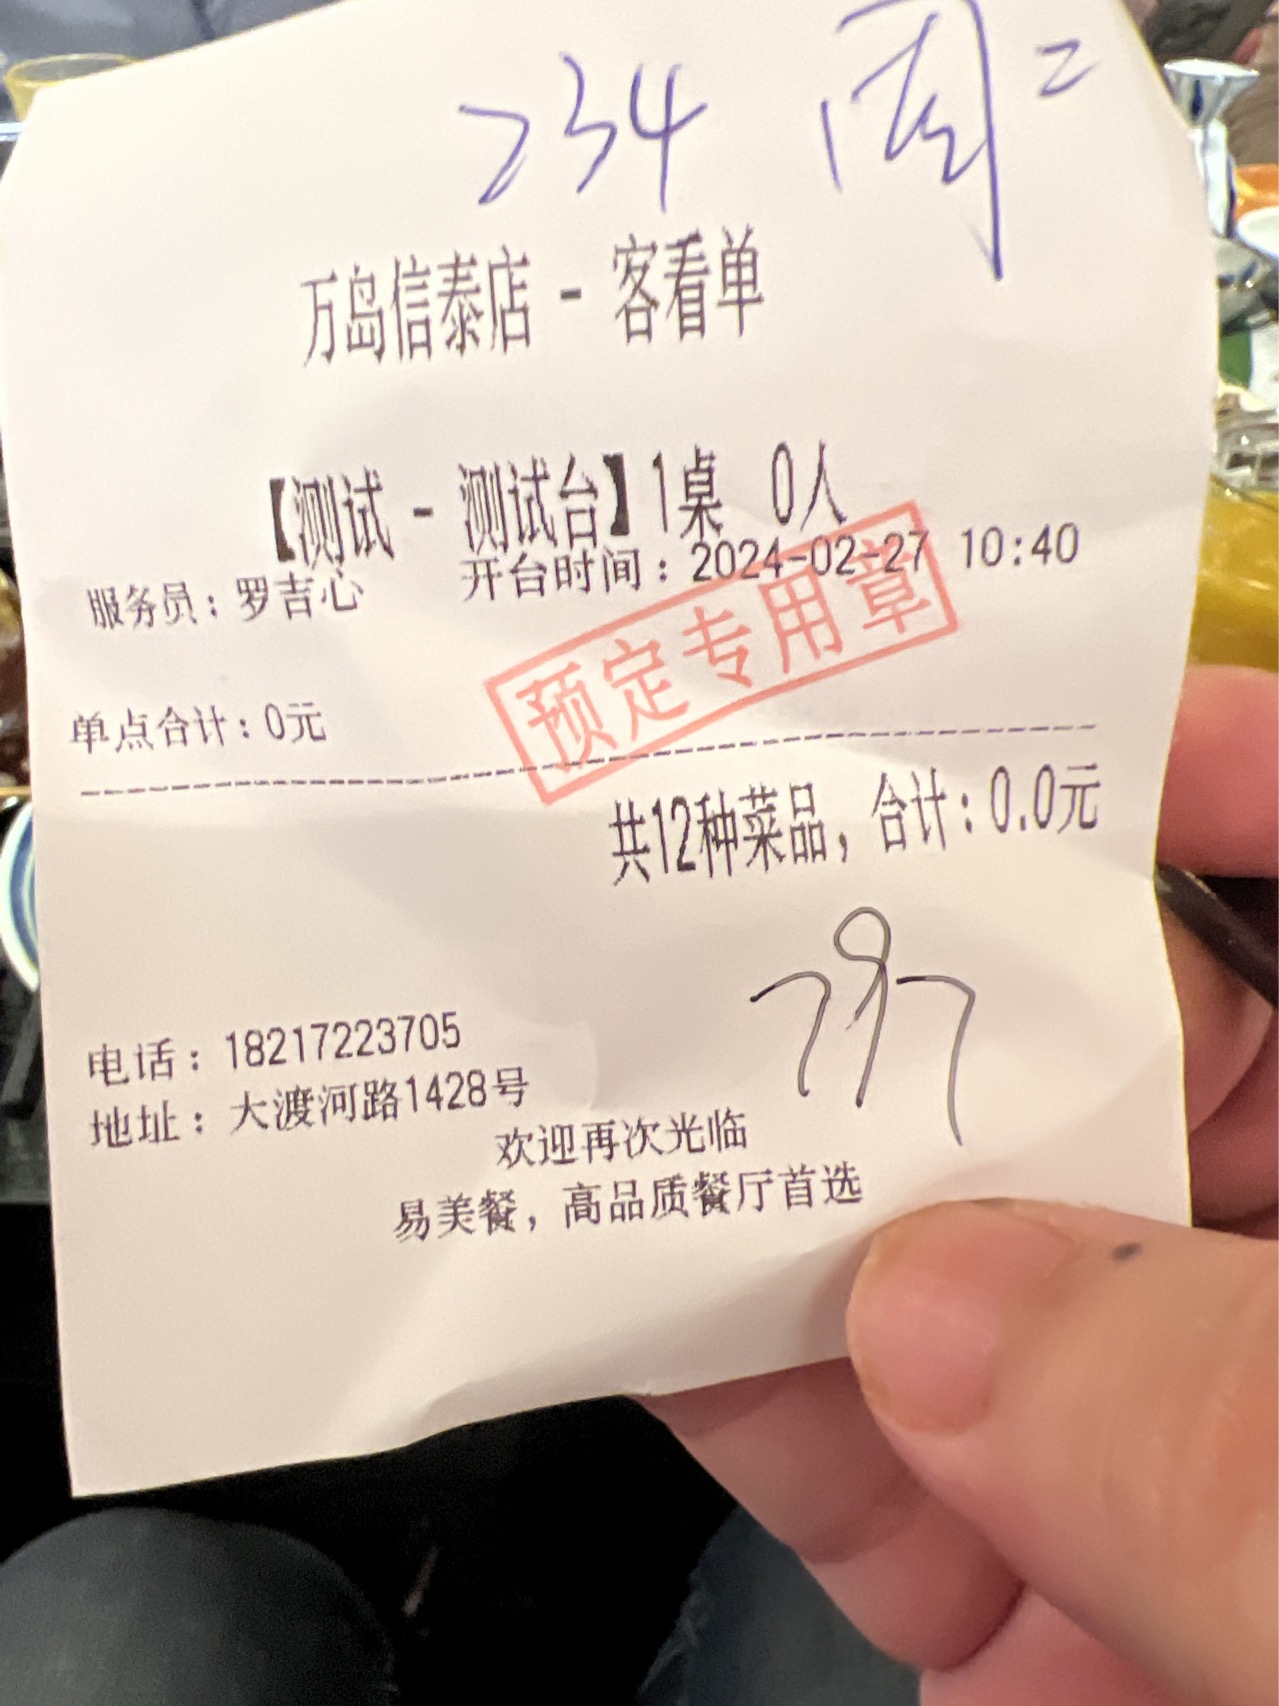 234 周二
万岛信泰店 - 客看单
【测试 - 测试台】1桌 0人
服务员：罗吉心 开台时间：2024-02-27 10:40
预定专用章
单点合计：0元
共12种菜品，合计：0.0元
电话：18217223705
地址：大渡河路1428号
欢迎再次光临
易美餐，高品质餐厅首选